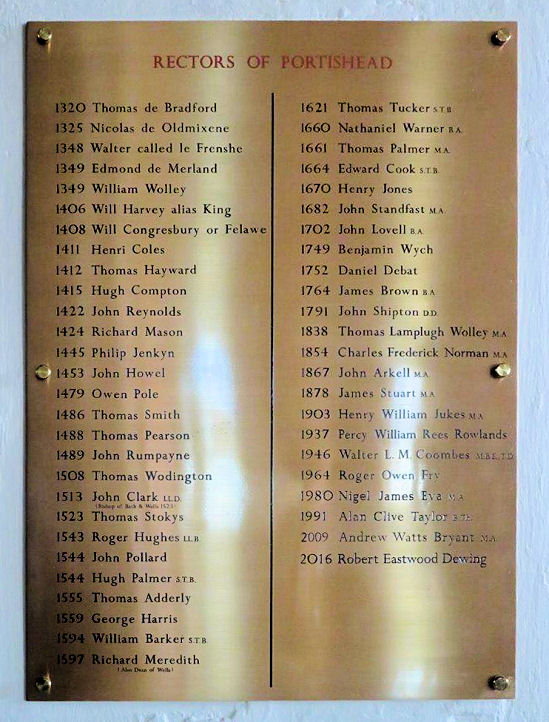 RECTORS OF PORTISHEAD
1320 Thomas de Bradford
1325 Nicolas de Oldmixene
1348 Walter called le Frenshe
1349 Edmond de Merland
1349 William Wolley
1406 Will Harvey alias King
1408 Will Congresbury or Felawe
1411 Henri Coles
1412 Thomas Hayward
1415 Hugh Compton
1422 John Reynolds
1424 Richard Mason
1445 Philip Jenkyn
1453 John Howel
1479 Owen Pole
1486 Thomas Smith
1488 Thomas Pearson
1489 John Rumpayne
1508 Thomas Wodington
1513 John Clark LL.D.
(Bishop of Bath & Wells 1523)
1523 Thomas Stokys
1543 Roger Hughes LL.B.
1544 John Pollard
1544 Hugh Palmer S.T.B.
1555 Thomas Adderly
1559 George Harris
1594 William Barker S.T.B.
1597 Richard Meredith
(Also Dean of Wells)
1621 Thomas Tucker S.T.B.
1660 Nathaniel Warner B.A.
1661 Thomas Palmer M.A.
1664 Edward Cook S.T.B.
1670 Henry Jones
1682 John Standfast M.A.
1702 John Lovell B.A.
1749 Benjamin Wych
1752 Daniel Debat
1764 James Brown B.A.
1791 John Shipton D.D.
1838 Thomas Lamplugh Wolley M.A.
1854 Charles Frederick Norman M.A.
1867 John Arkell M.A.
1878 James Stuart M.A.
1903 Henry William Jukes M.A.
1937 Percy William Rees Rowlands
1946 Walter L. M. Coombes M.B.E., T.D.
1964 Roger Owen Fry
1980 Nigel James Eva M.A.
1991 Alan Clive Taylor
2009 Andrew Watts Bryant M.A.
2016 Robert Eastwood Dewing